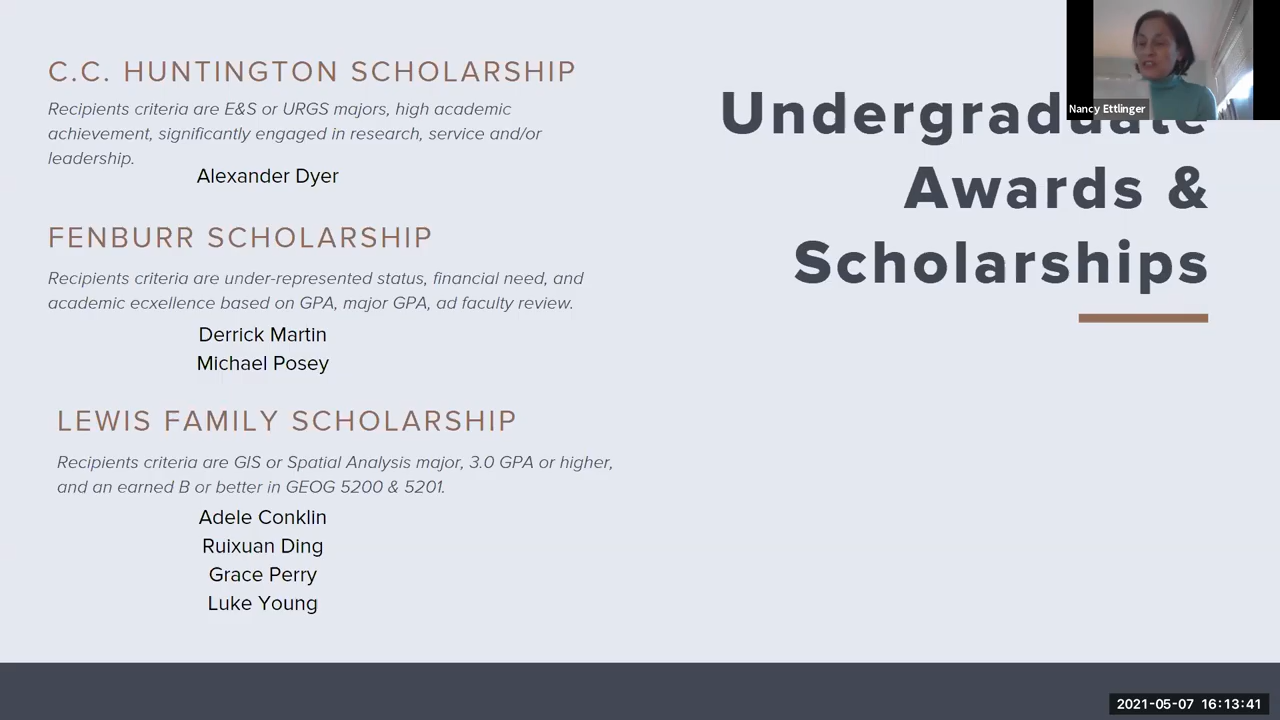 C.C. HUNTINGTON SCHOLARSHIP
Recipients criteria are E&S or URGS majors, high academic
achievement, significantly engaged in research, service and/or
leadership.
Alexander Dyer
FENBURR SCHOLARSHIP
Recipients criteria are under-represented status, financial need, and
academic ecxellence based on GPA, major GPA, ad faculty review.
Derrick Martin
Michael Posey
LEWIS FAMILY SCHOLARSHIP
Recipients criteria are GIS or Spatial Analysis major, 3.0 GPA or higher,
and an earned B or better in GEOG 5200 & 5201.
Adele Conklin
Ruixuan Ding
Grace Perry
Luke Young
Undergraduate
Awards &
Scholarships
Nancy Ettlinger
2021-05-07 16:13:41